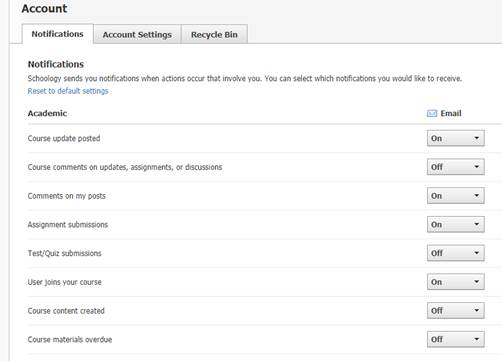 Account
Notifications Account Settings Recycle Bin
Notifications
Schoology sends you notifications when actions occur that involve you. You can select which notifications you would like to receive.
Reset to default settings
Academic Email
Course update posted On
Course comments on updates, assignments, or discussions Off
Comments on my posts On
Assignment submissions On
Test/Quiz submissions Off
User joins your course On
Course content created Off
Course materials overdue Off